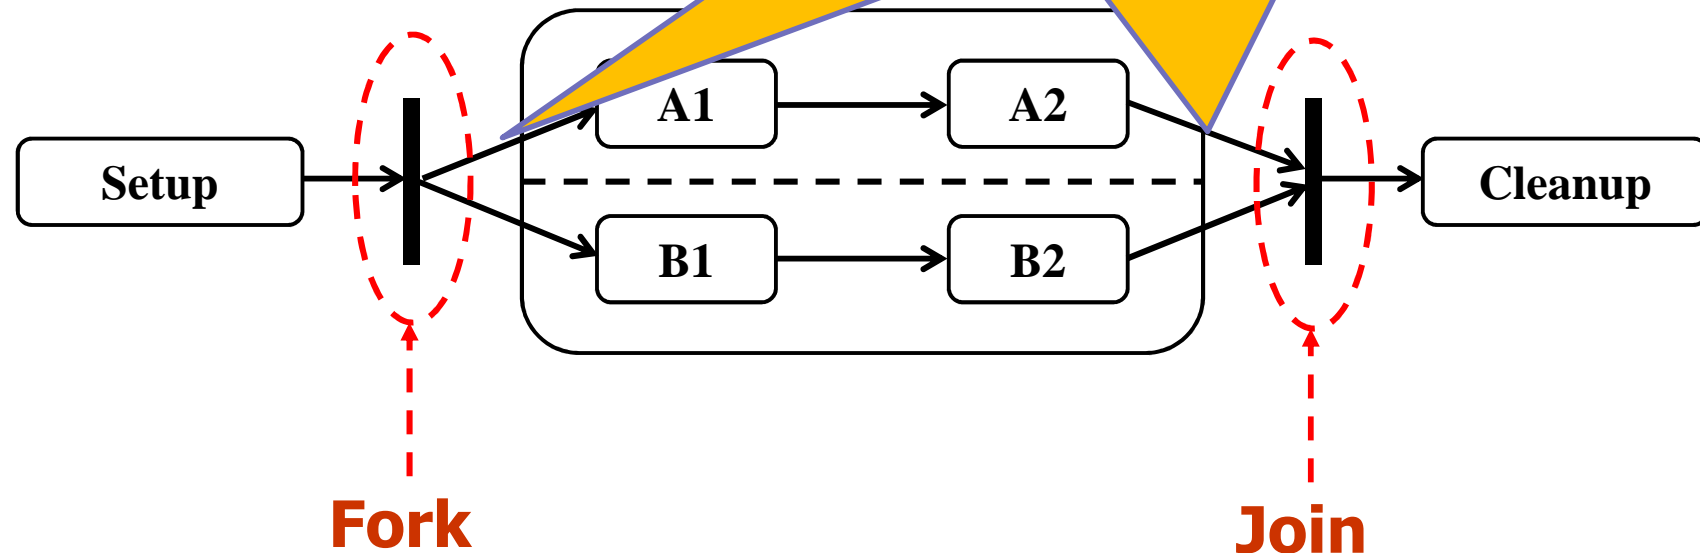 A1
A2
Setup
Cleanup
B1
B2
Fork
Join